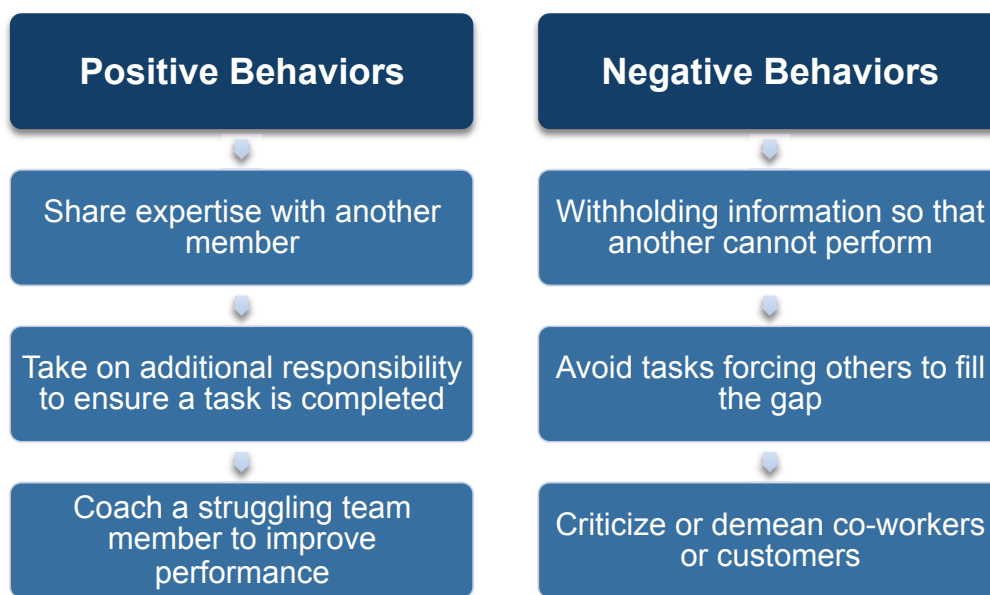 Positive Behaviors
Share expertise with another
member
Take on additional responsibility
to ensure a task is completed
Coach a struggling team
member to improve
performance
Negative Behaviors
Withholding information so that
another cannot perform
Avoid tasks forcing others to fill
the gap
Criticize or demean co-workers
or customers